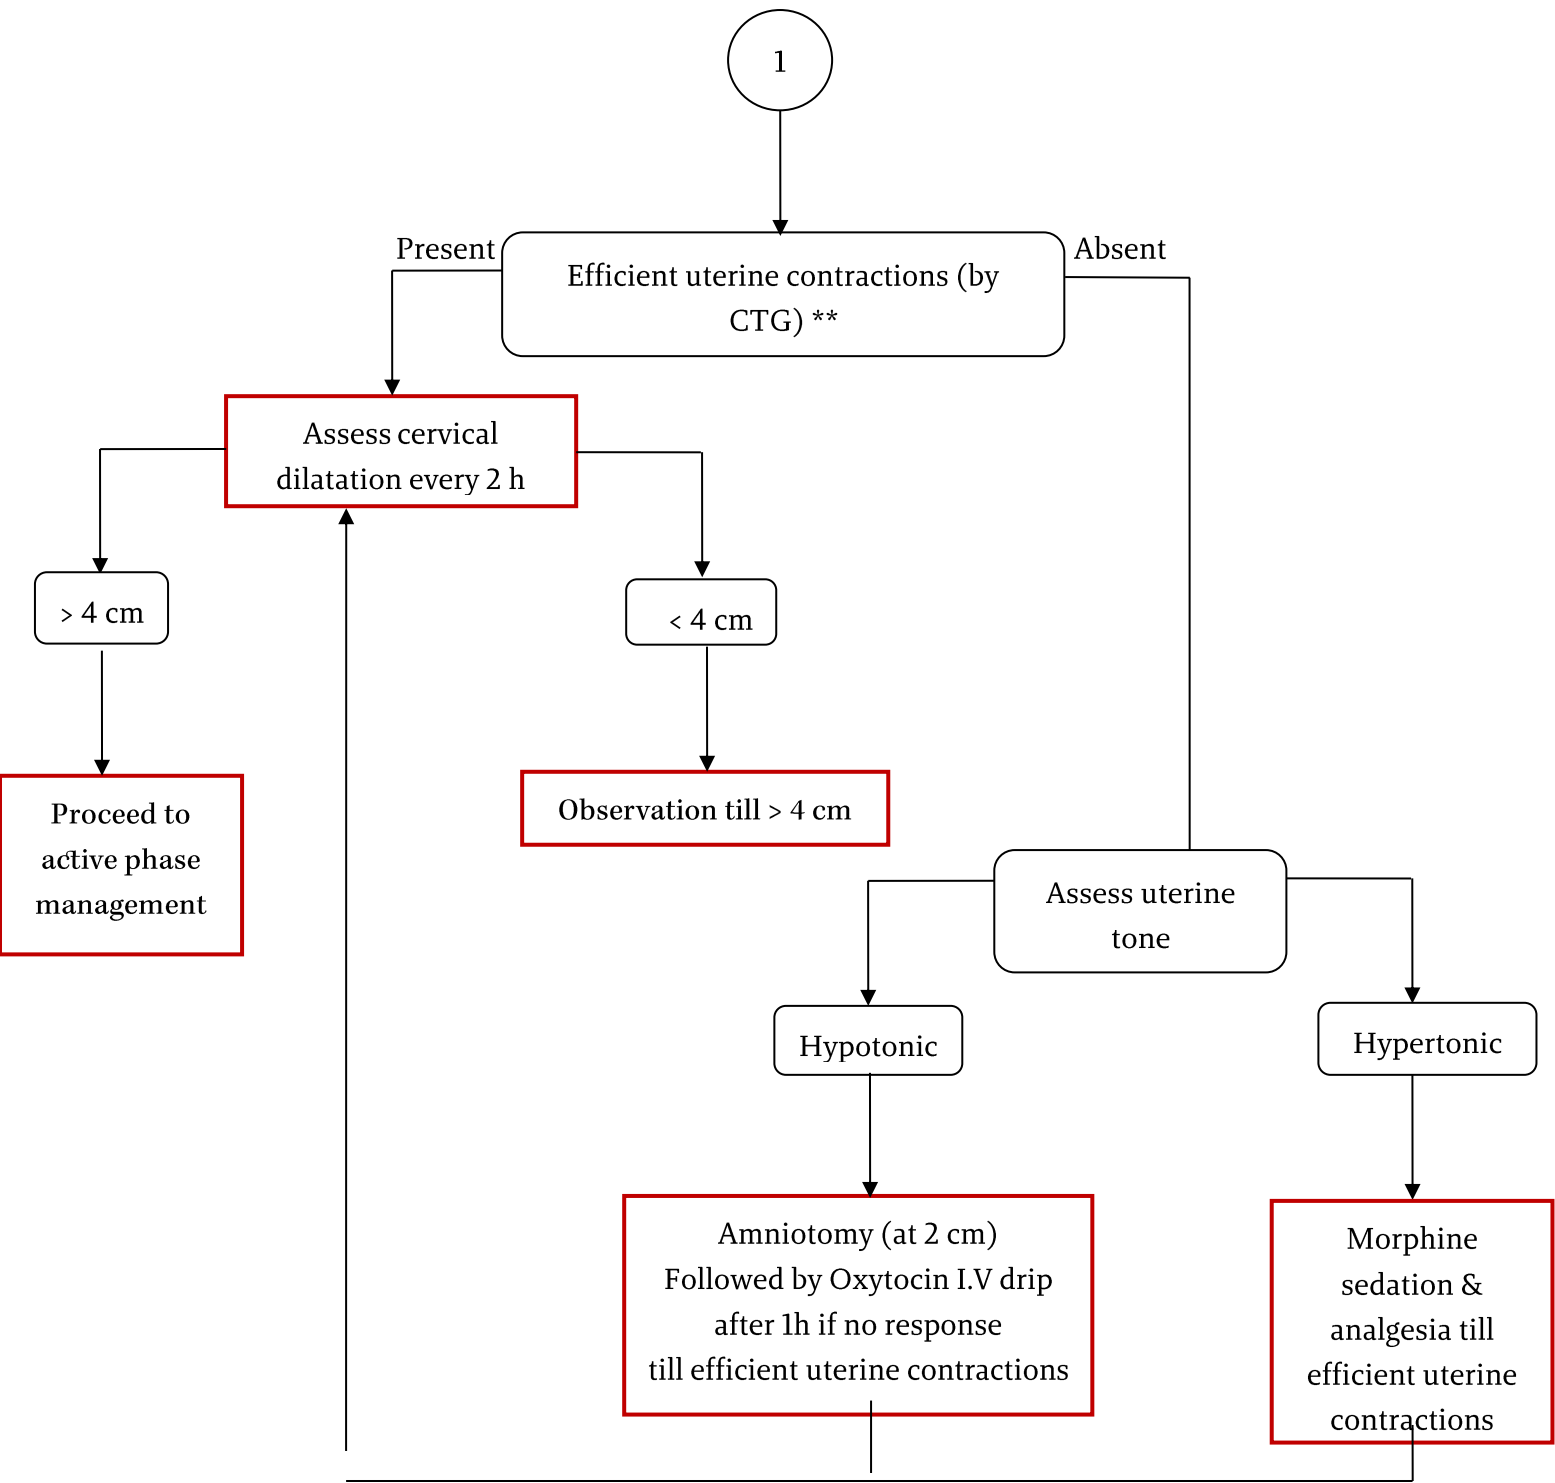 1
Present
Absent
Efficient uterine contractions (by
CTG) **
Assess cervical
dilatation every 2 h
> 4 cm
< 4 cm
Proceed to
active phase
management
Observation till > 4 cm
Assess uterine
tone
Hypotonic
Hypertonic
Amniotomy (at 2 cm)
Followed by Oxytocin I.V drip
after 1h if no response
till efficient uterine contractions
Morphine
sedation &
analgesia till
efficient uterine
contractions